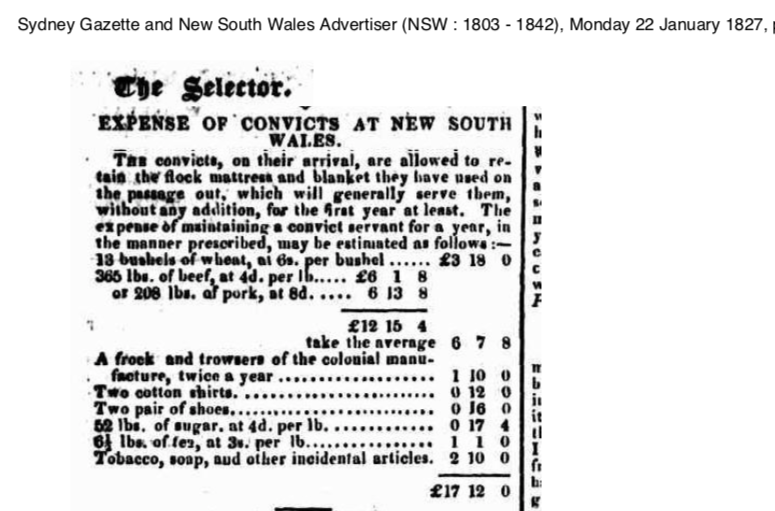 Sydney Gazette and New South Wales Advertiser (NSW : 1803 - 1842), Monday 22 January 1827,
The Selector.
EXPENSE OF CONVICTS AT NEW SOUTH
WALES.
THE convicts, on their arrival, are allowed to re-
tain the flock mattress and blanket they have used on
the passage out, which will generally serve them,
without any addition, for the first year at least. The
expense of maintaining a convict servant for a year, in
the manner prescribed, may be estimated as follows :—
13 bushels of wheat, at 6s. per bushel ...... £3 18 0
365 lbs. of beef, at 4d. per lb..... £6 1 8
or 208 lbs. of pork, at 8d. .... 6 13 8
£12 15 4
take the average 6 7 8
A frock and trowsers of the colonial manu-
facture, twice a year .................. 1 10 0
Two cotton shirts. ...................... 0 12 0
Two pair of shoes........................ 0 16 0
52 lbs. of sugar. at 4d. per lb. ............. 0 17 4
6½ lbs. of tea, at 3s. per lb............... 1 1 0
Tobacco, soap, and other incidental articles. 2 10 0
£17 12 0